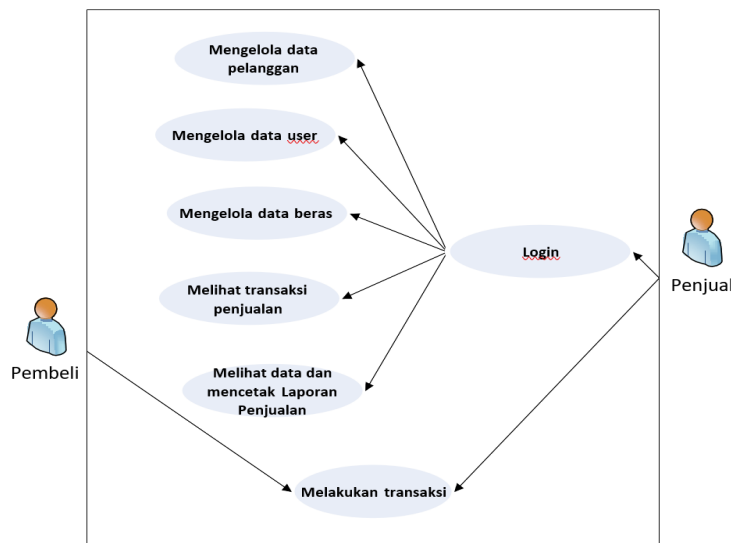 Mengelola data
pelanggan
Mengelola data user
Mengelola data beras
Login
Penjual
Melihat transaksi
penjualan
Pembeli
Melihat data dan
mencetak Laporan
Penjualan
Melakukan transaksi